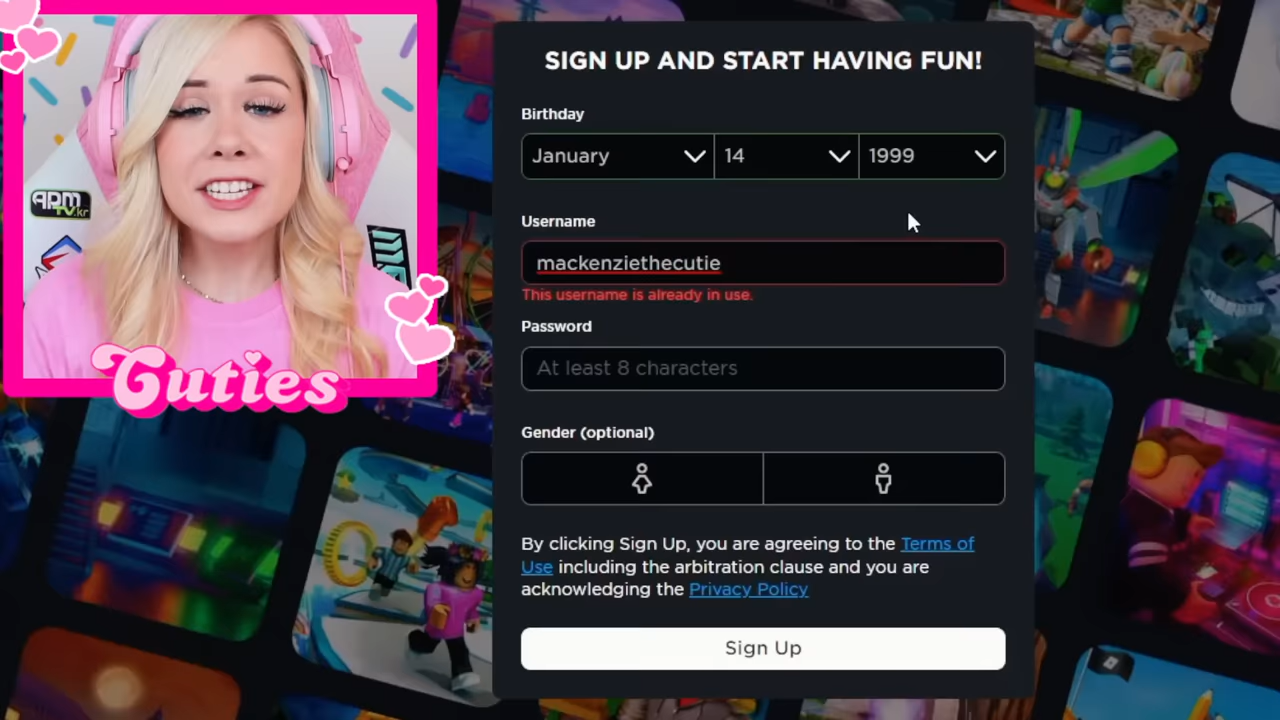 SIGN UP AND START HAVING FUN!
Birthday
January 14 1999
Username
mackenziethecutie
This username is already in use.
Password
At least 8 characters
Gender (optional)
By clicking Sign Up, you are agreeing to the Terms of
Use including the arbitration clause and you are
acknowledging the Privacy Policy
Sign Up
Cuties